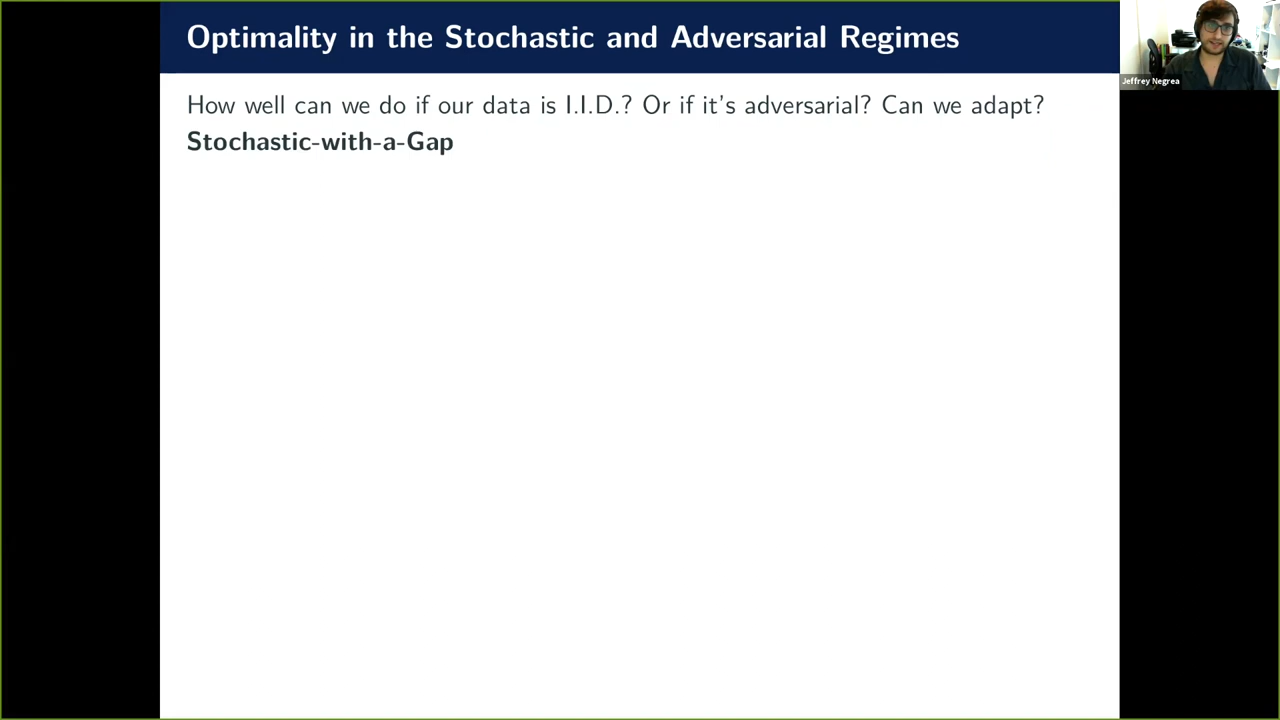 Optimality in the Stochastic and Adversarial Regimes
Jeffrey Negrea
How well can we do if our data is I.I.D.? Or if it's adversarial? Can we adapt?
Stochastic-with-a-Gap